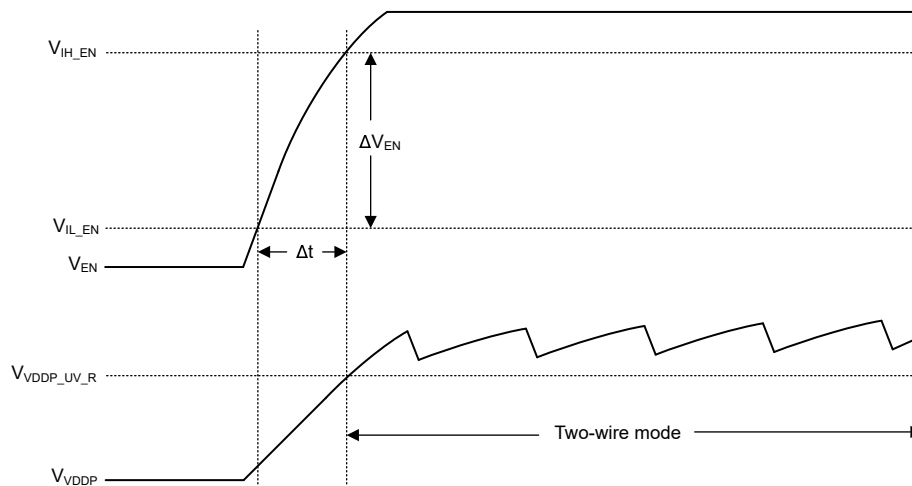 V_IH_EN
ΔV_EN
V_IL_EN
Δt
V_EN
V_VDDP_UV_R
Two-wire mode
V_VDDP